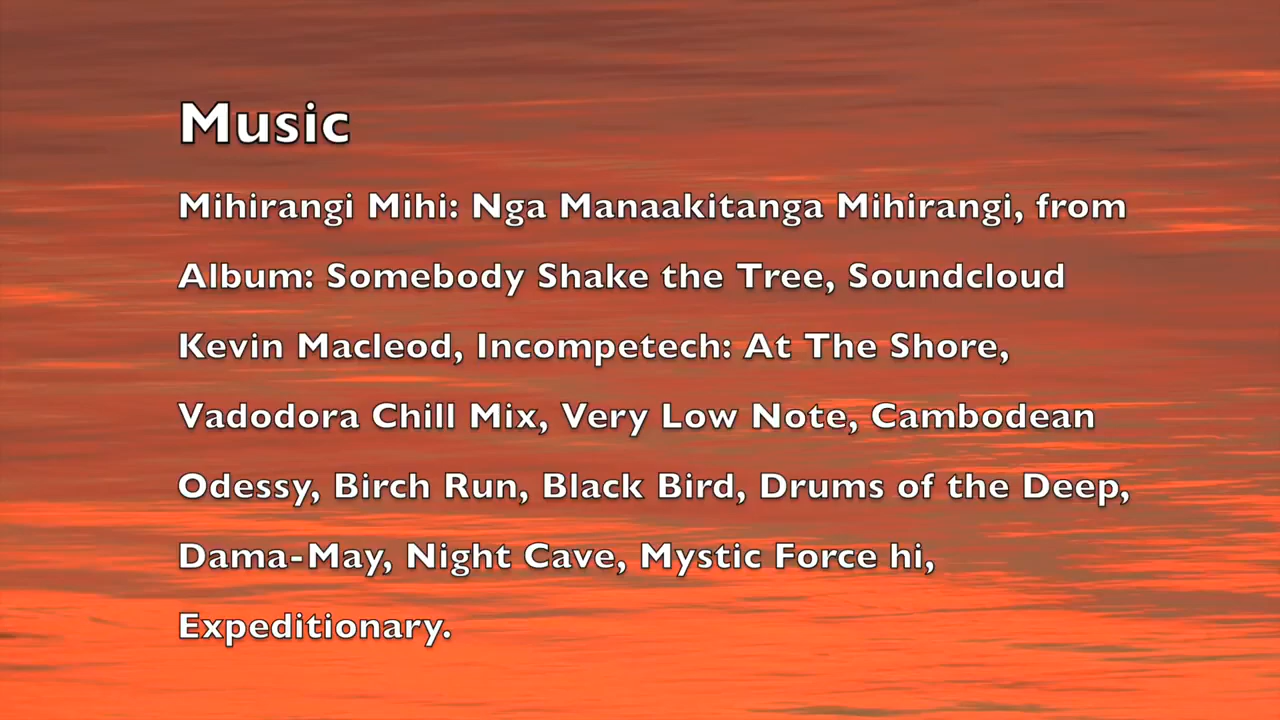 Music
Mihirangi Mihi: Nga Manaakitanga Mihirangi, from
Album: Somebody Shake the Tree, Soundcloud
Kevin Macleod, Incompetech: At The Shore,
Vadodora Chill Mix, Very Low Note, Cambodean
Odessy, Birch Run, Black Bird, Drums of the Deep,
Dama-May, Night Cave, Mystic Force hi,
Expeditionary.